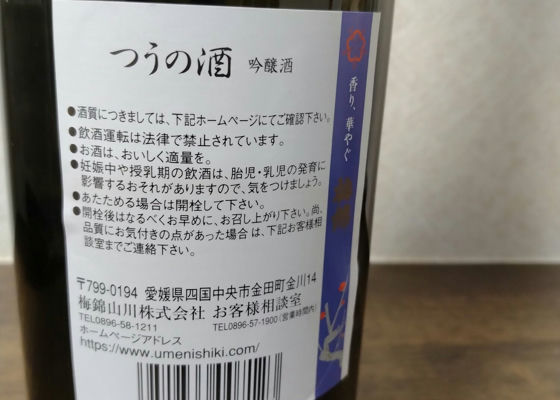 つうの酒 吟醸酒
●酒質につきましては、下記ホームページにてご確認下さい。
●飲酒運転は法律で禁止されています。
●お酒は、おいしく適量を。
●妊娠中や授乳期の飲酒は、胎児・乳児の発育に
影響するおそれがありますので、気をつけましょう。
●あたためる場合は開栓して下さい。
●開栓後はなるべくお早めに、お召し上がり下さい。尚、
品質にお気付きの点があった場合は、下記お客様相
談室までご連絡下さい。
〒799-0194 愛媛県四国中央市金田町金川14
梅錦山川株式会社 お客様相談室
TEL0896-58-1211 TEL0896-57-1900(営業時間内)
ホームページアドレス
https://www.umenishiki.com/
香り、華やぐ